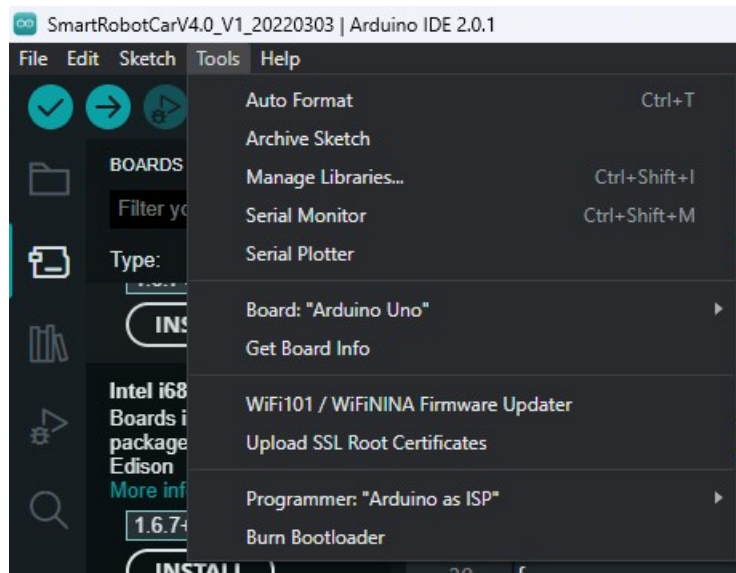 SmartRobotCarV4.0_V1_20220303 | Arduino IDE 2.0.1
File Edit Sketch Tools Help
Auto Format Ctrl+T
Archive Sketch
BOARDS
Manage Libraries... Ctrl+Shift+I
Filter yo
Serial Monitor Ctrl+Shift+M
Type:
Serial Plotter
INS
Board: "Arduino Uno"
Get Board Info
Intel i68
WiFi101 / WiFiNINA Firmware Updater
Boards i
package
Upload SSL Root Certificates
Edison
More inf
Programmer: "Arduino as ISP"
1.6.7+
Burn Bootloader
INSTALL